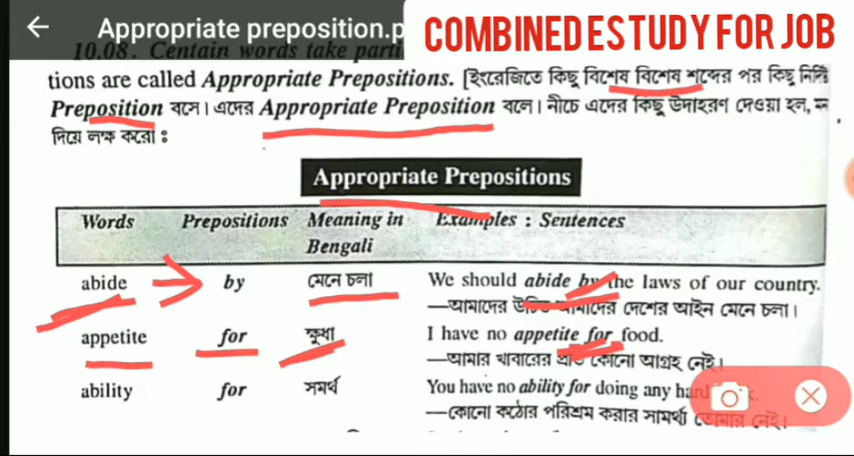 Appropriate preposition.p
COMBINED ESTUDY FOR JOB
10.08. Centain words take parti
tions are called Appropriate Prepositions. [ইংরেজিতে কিছু বিশেষ বিশেষ শব্দের পর কিছু নির্দিষ্ট
Preposition বসে। এদের Appropriate Preposition বলে। নীচে এদের কিছু উদাহরণ দেওয়া হল, মন
দিয়ে লক্ষ করো :
Appropriate Prepositions
Words Prepositions Meaning in Examples : Sentences
Bengali
abide by মেনে চলা We should abide by the laws of our country.
—আমাদের উচিত আমাদের দেশের আইন মেনে চলা।
appetite for ক্ষুধা I have no appetite for food.
—আমার খাবারের প্রতি কোনো আগ্রহ নেই।
ability for সমর্থ You have no ability for doing any hard
—কোনো কঠোর পরিশ্রম করার সামর্থ্য তোমার নেই।